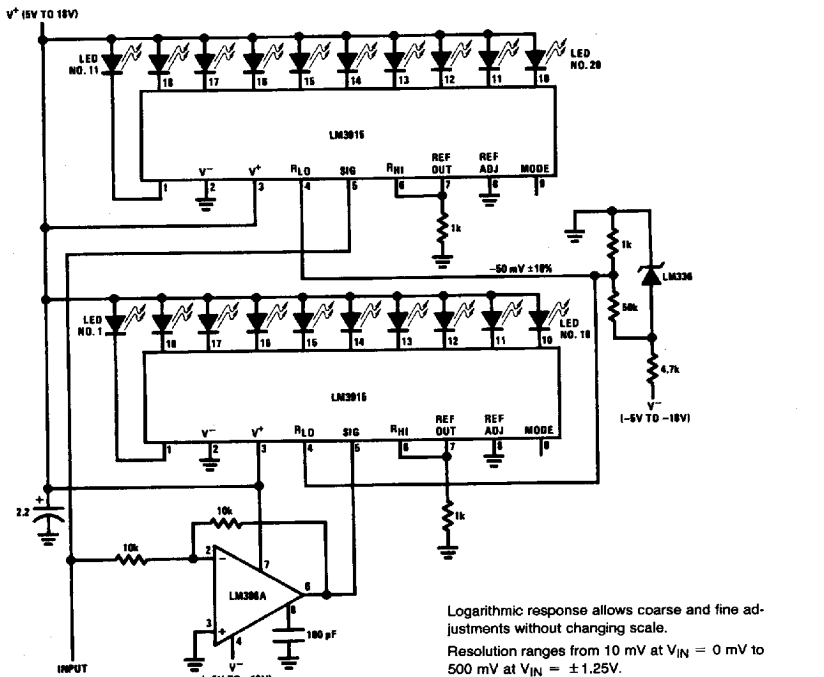 V+ (5V TO 18V)
LED
NO. 11
18
17
16
15
14
13
12
11
10
LED
NO. 20
LM3915
V-
V+
RLO
SIG
RHI
REF
OUT
REF
ADJ
MODE
1
2
3
4
5
6
7
8
9
1k
-50 mV ±10%
1k
LM336
50k
4.7k
V-
(-5V TO -18V)
LED
NO. 1
18
17
16
15
14
13
12
11
10
LED
NO. 10
LM3915
V-
V+
RLO
SIG
RHI
REF
OUT
REF
ADJ
MODE
1
2
3
4
5
6
7
8
9
1k
+
2.2
10k
10k
2
-
7
6
LM308A
8
3
+
4
100 pF
V-
INPUT
Logarithmic response allows coarse and fine ad-
justments without changing scale.
Resolution ranges from 10 mV at VIN = 0 mV to
500 mV at VIN = ±1.25V.